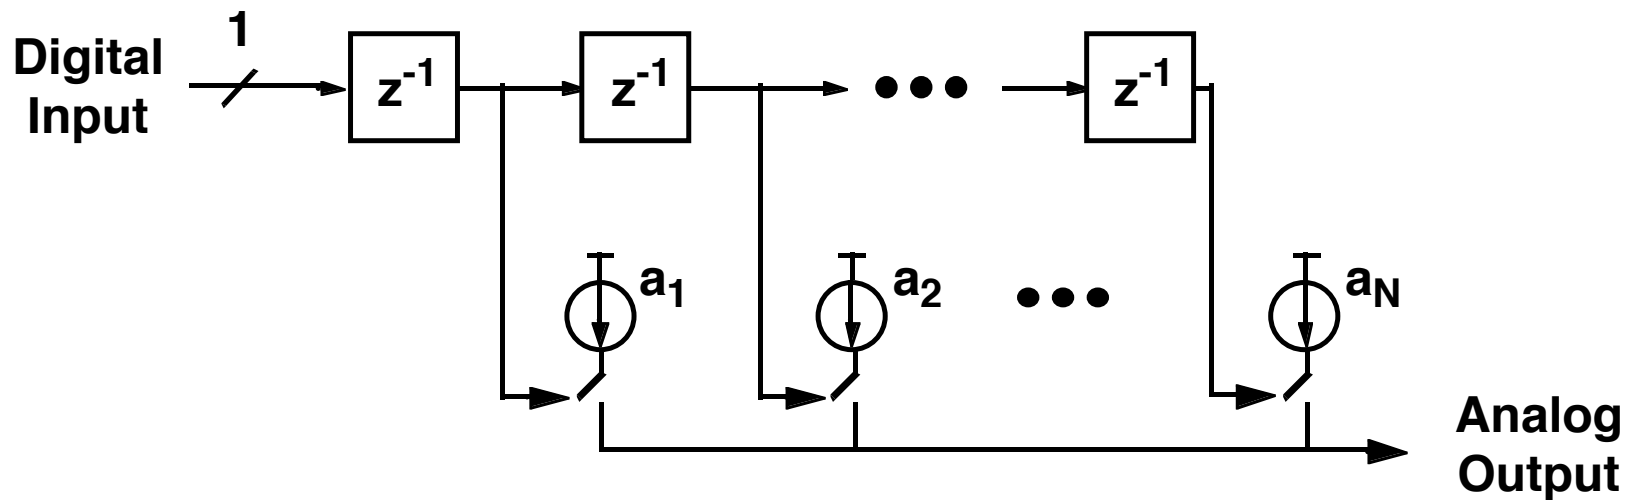 Digital
Input
1
z-1
z-1
z-1
a1
a2
aN
Analog
Output